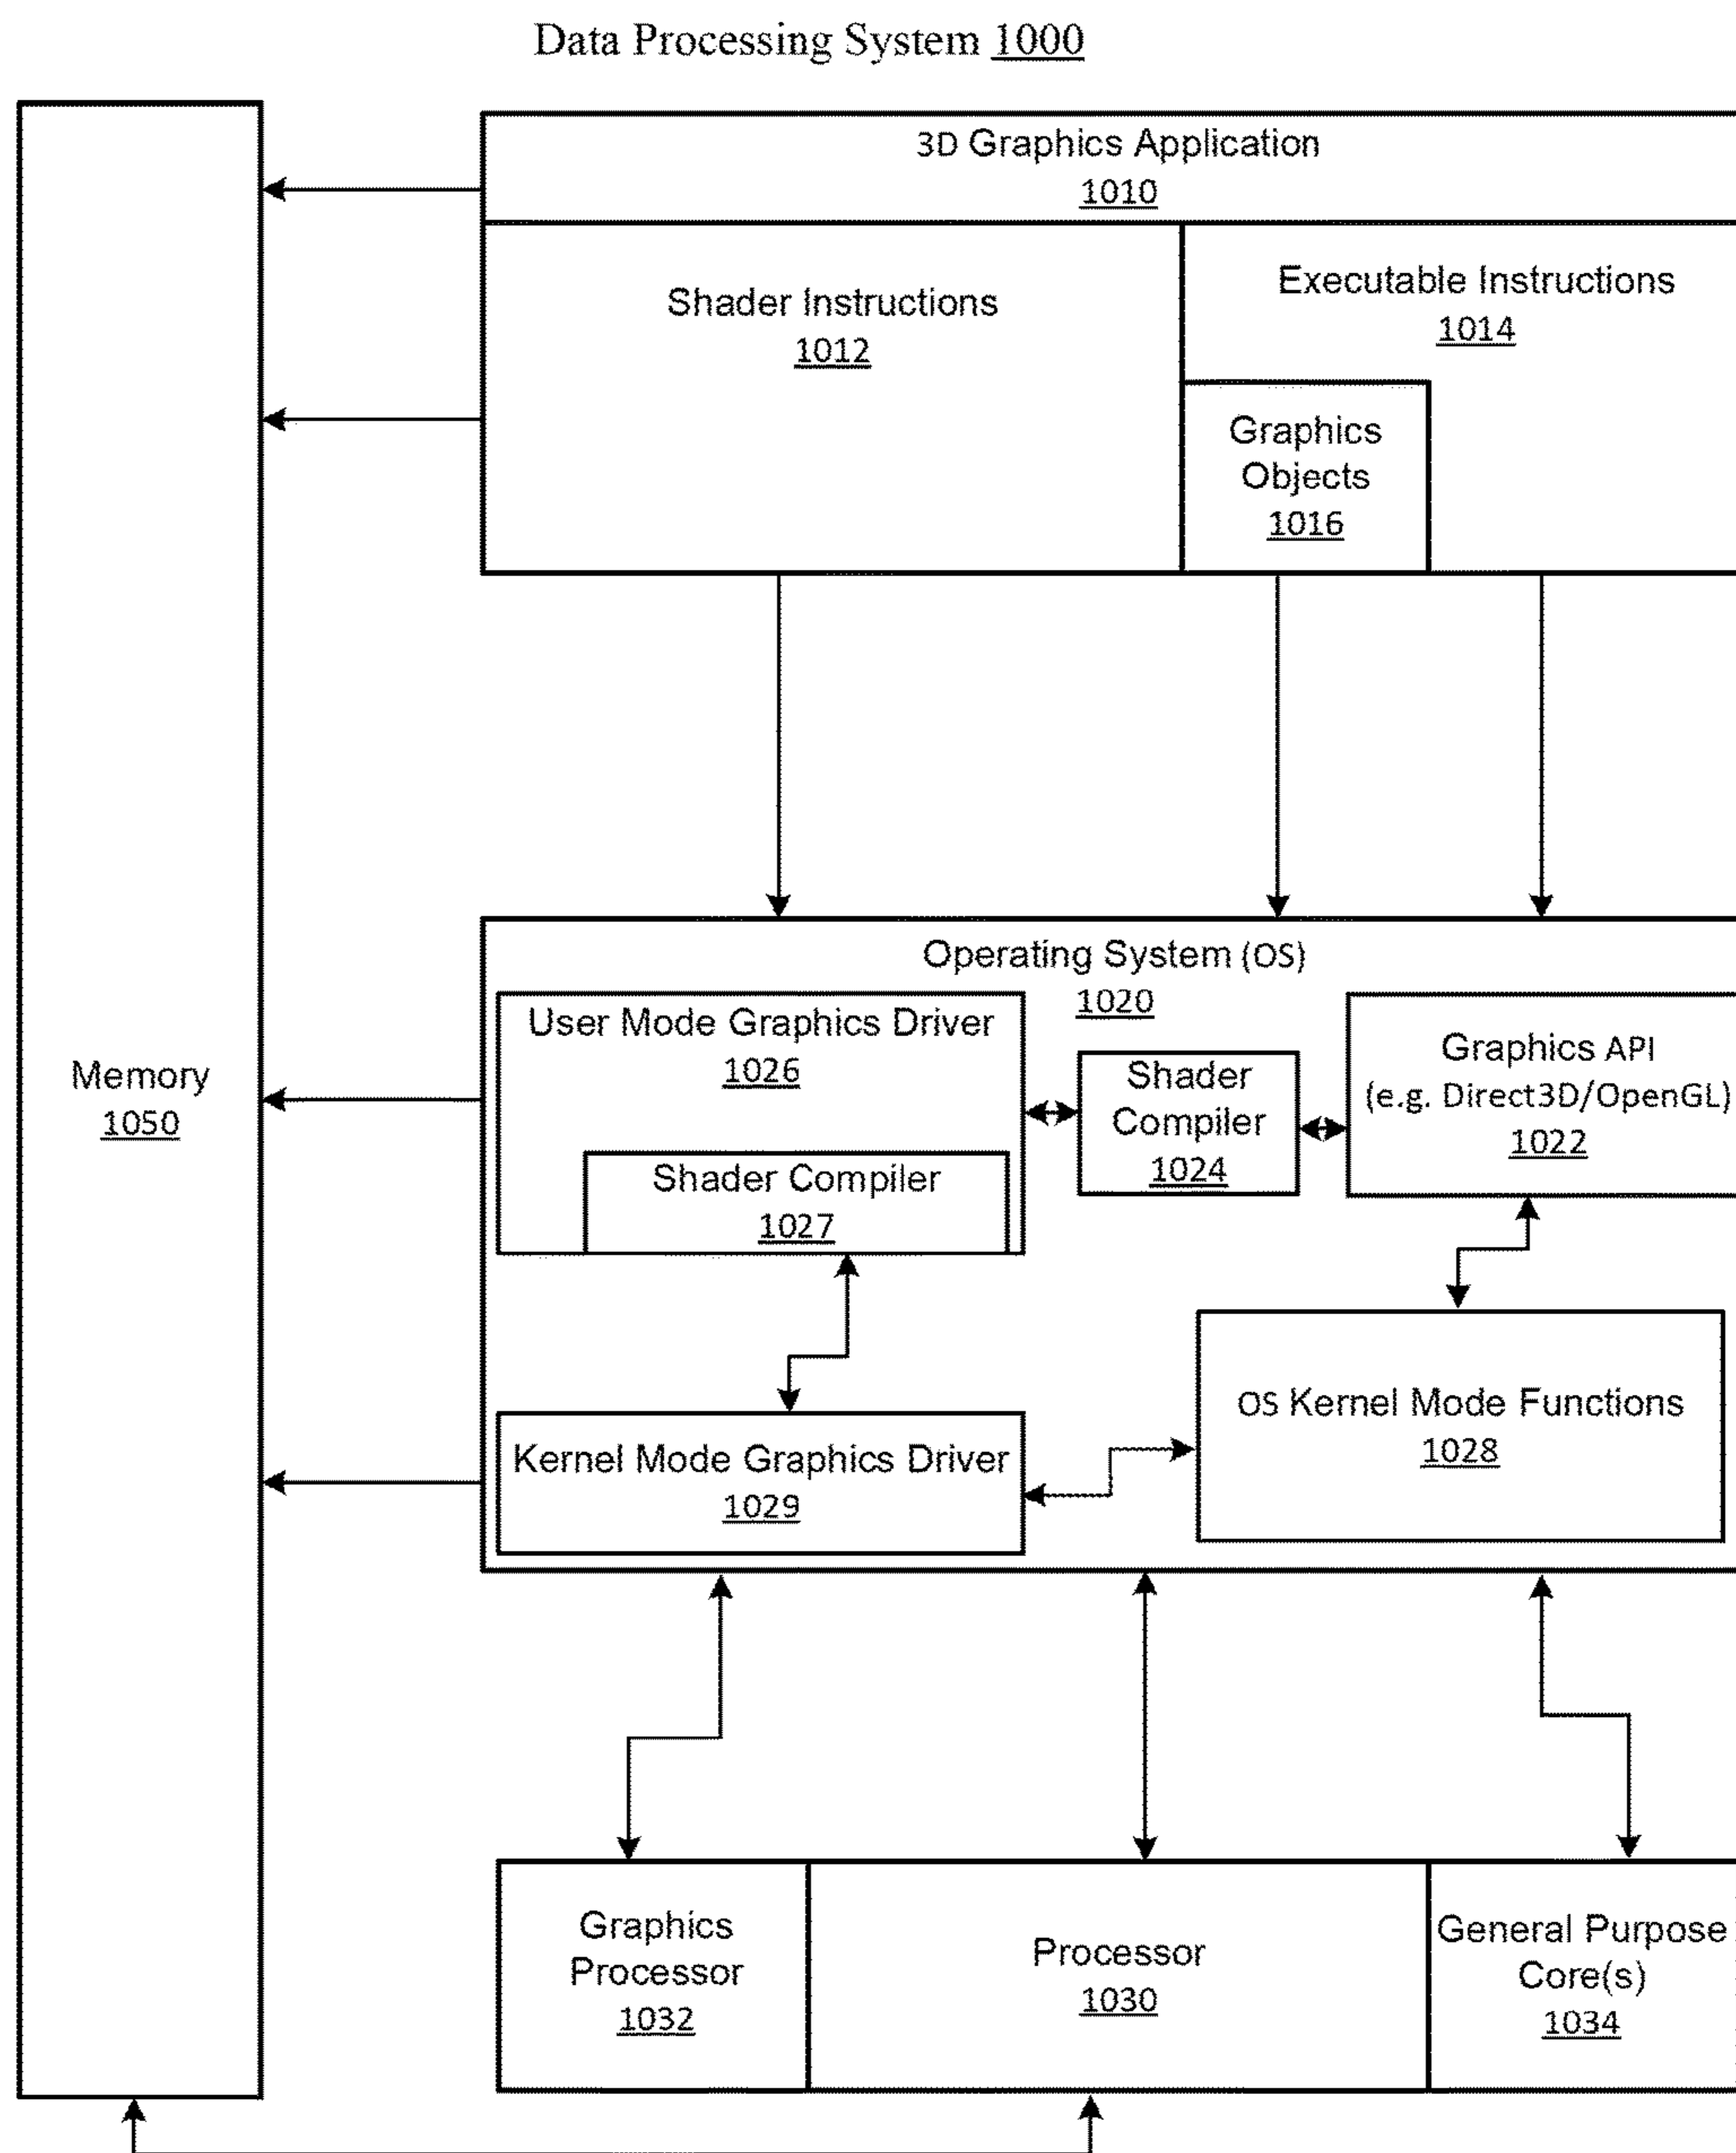 Data Processing System 1000
3D Graphics Application
1010
Shader Instructions
1012
Executable Instructions
1014
Graphics
Objects
1016
Operating System (OS)
1020
User Mode Graphics Driver
1026
Shader Compiler
1027
Shader
Compiler
1024
Graphics API
(e.g. Direct3D/OpenGL)
1022
Memory
1050
OS Kernel Mode Functions
1028
Kernel Mode Graphics Driver
1029
Graphics
Processor
1032
Processor
1030
General Purpose
Core(s)
1034